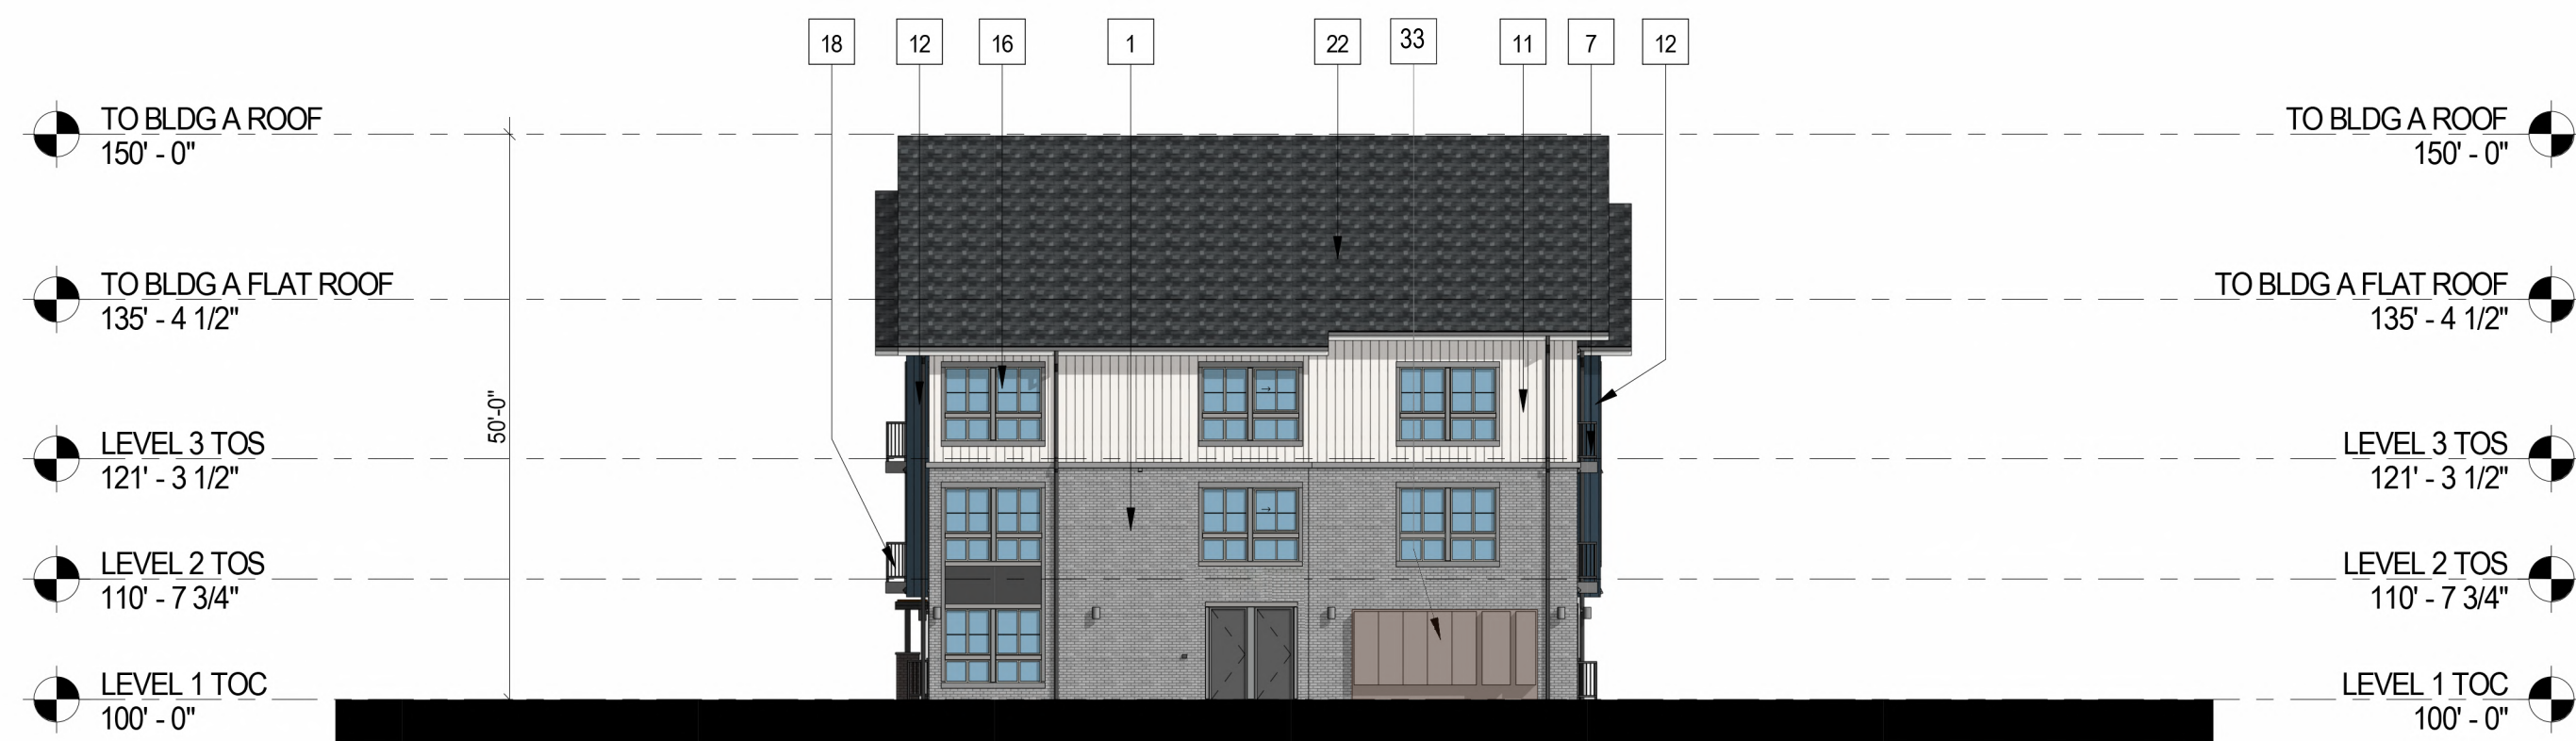 18 12 16 1 22 33 11 7 12
TO BLDG A ROOF
150' - 0"
TO BLDG A FLAT ROOF
135' - 4 1/2"
LEVEL 3 TOS
121' - 3 1/2"
LEVEL 2 TOS
110' - 7 3/4"
LEVEL 1 TOC
100' - 0"
50'-0"
TO BLDG A ROOF
150' - 0"
TO BLDG A FLAT ROOF
135' - 4 1/2"
LEVEL 3 TOS
121' - 3 1/2"
LEVEL 2 TOS
110' - 7 3/4"
LEVEL 1 TOC
100' - 0"